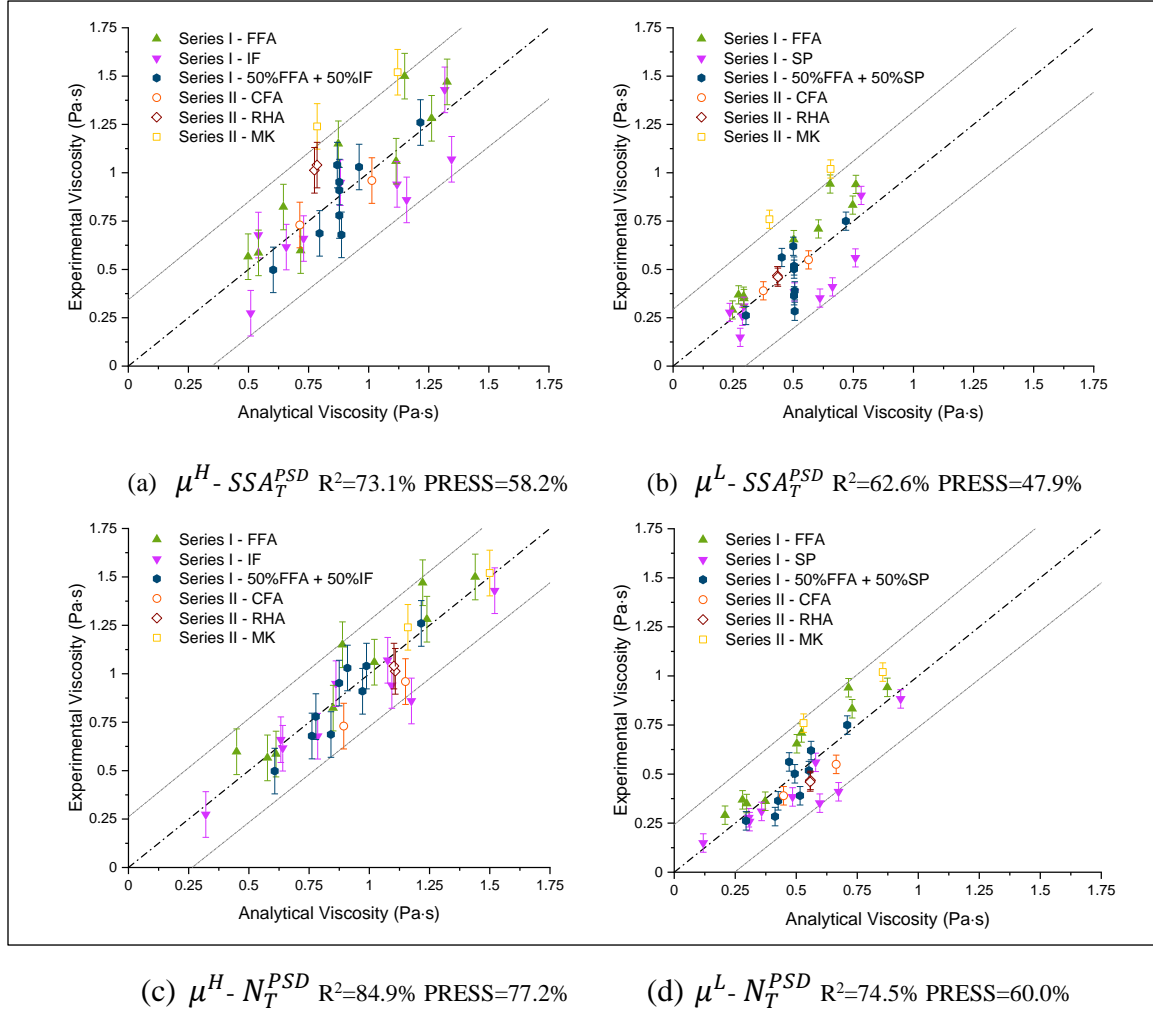 Series I - FFA
Series I - IF
Series I - 50%FFA + 50%IF
Series II - CFA
Series II - RHA
Series II - MK
Experimental Viscosity (Pa·s)
1.75
1.5
1.25
1
0.75
0.5
0.25
0
0 0.25 0.5 0.75 1 1.25 1.5 1.75
Analytical Viscosity (Pa·s)
(a) μ^H - SSA_T^PSD R²=73.1% PRESS=58.2%
Series I - FFA
Series I - SP
Series I - 50%FFA + 50%SP
Series II - CFA
Series II - RHA
Series II - MK
Experimental Viscosity (Pa·s)
1.75
1.5
1.25
1
0.75
0.5
0.25
0
0 0.25 0.5 0.75 1 1.25 1.5 1.75
Analytical Viscosity (Pa·s)
(b) μ^L - SSA_T^PSD R²=62.6% PRESS=47.9%
Series I - FFA
Series I - IF
Series I - 50%FFA + 50%IF
Series II - CFA
Series II - RHA
Series II - MK
Experimental Viscosity (Pa·s)
1.75
1.5
1.25
1
0.75
0.5
0.25
0
0 0.25 0.5 0.75 1 1.25 1.5 1.75
Analytical Viscosity (Pa·s)
(c) μ^H - N_T^PSD R²=84.9% PRESS=77.2%
Series I - FFA
Series I - SP
Series I - 50%FFA + 50%SP
Series II - CFA
Series II - RHA
Series II - MK
Experimental Viscosity (Pa·s)
1.75
1.5
1.25
1
0.75
0.5
0.25
0
0 0.25 0.5 0.75 1 1.25 1.5 1.75
Analytical Viscosity (Pa·s)
(d) μ^L - N_T^PSD R²=74.5% PRESS=60.0%